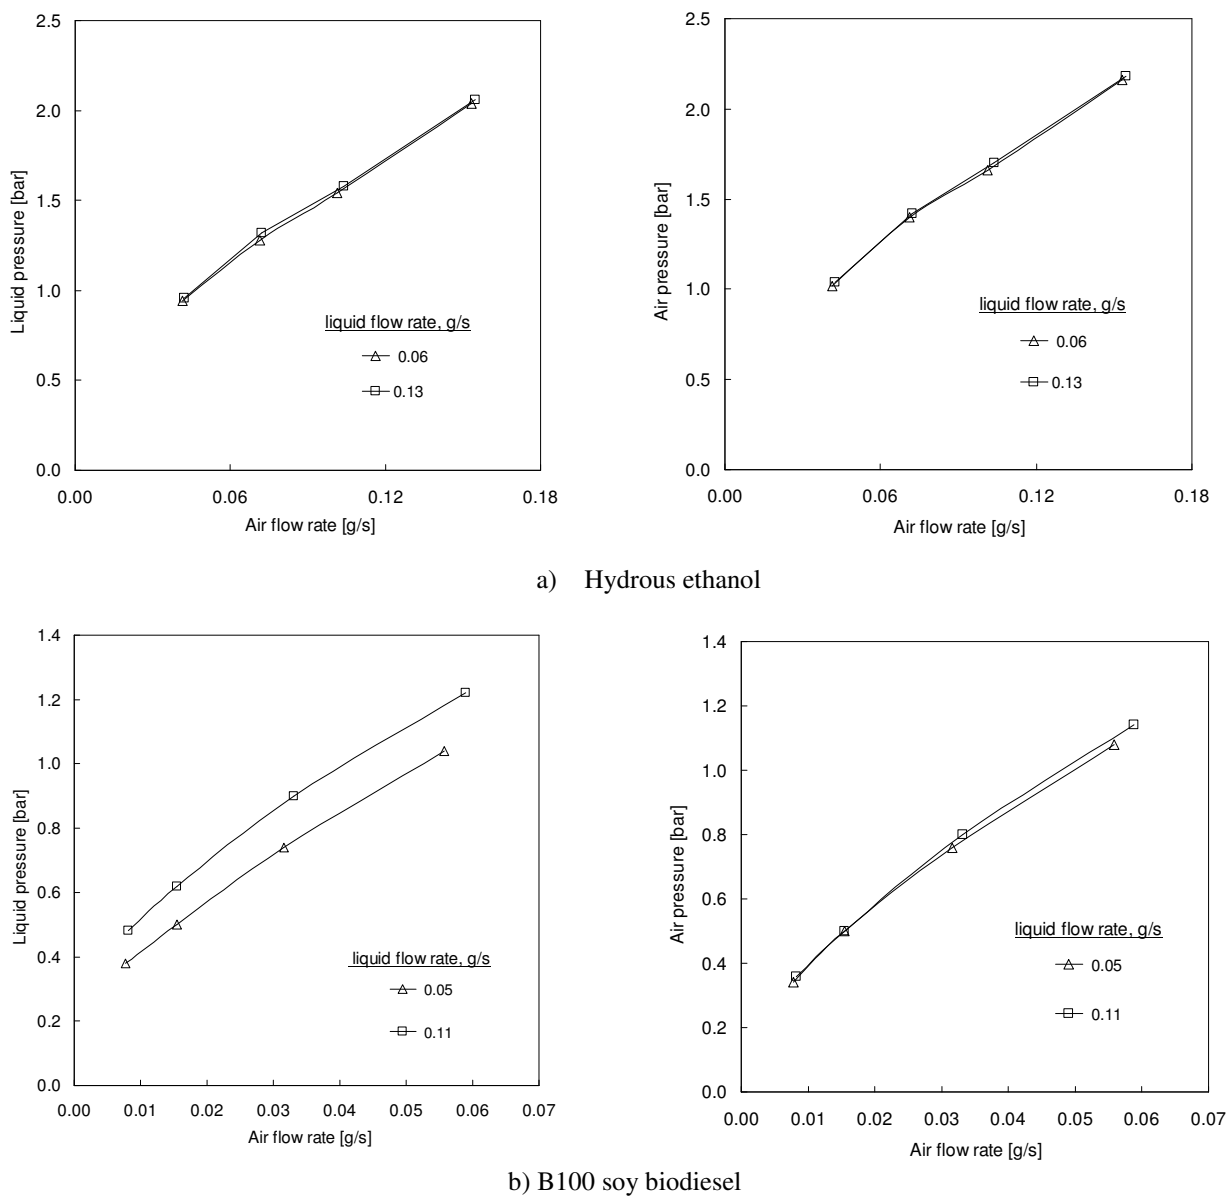 2.5
2.0
1.5
1.0
0.5
0.0
Liquid pressure [bar]
liquid flow rate, g/s
0.06
0.13
0.00 0.06 0.12 0.18
Air flow rate [g/s]
2.5
2.0
1.5
1.0
0.5
0.0
Air pressure [bar]
liquid flow rate, g/s
0.06
0.13
0.00 0.06 0.12 0.18
Air flow rate [g/s]
a) Hydrous ethanol
1.4
1.2
1.0
0.8
0.6
0.4
0.2
0.0
Liquid pressure [bar]
liquid flow rate, g/s
0.05
0.11
0.00 0.01 0.02 0.03 0.04 0.05 0.06 0.07
Air flow rate [g/s]
1.4
1.2
1.0
0.8
0.6
0.4
0.2
0.0
Air pressure [bar]
liquid flow rate, g/s
0.05
0.11
0.00 0.01 0.02 0.03 0.04 0.05 0.06 0.07
Air flow rate [g/s]
b) B100 soy biodiesel